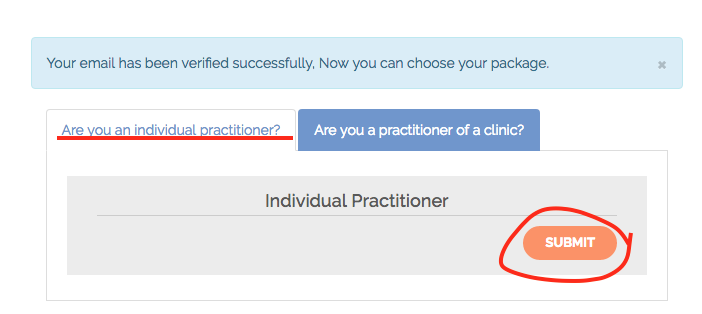 Your email has been verified successfully, Now you can choose your package.
×
Are you an individual practitioner?
Are you a practitioner of a clinic?
Individual Practitioner
SUBMIT